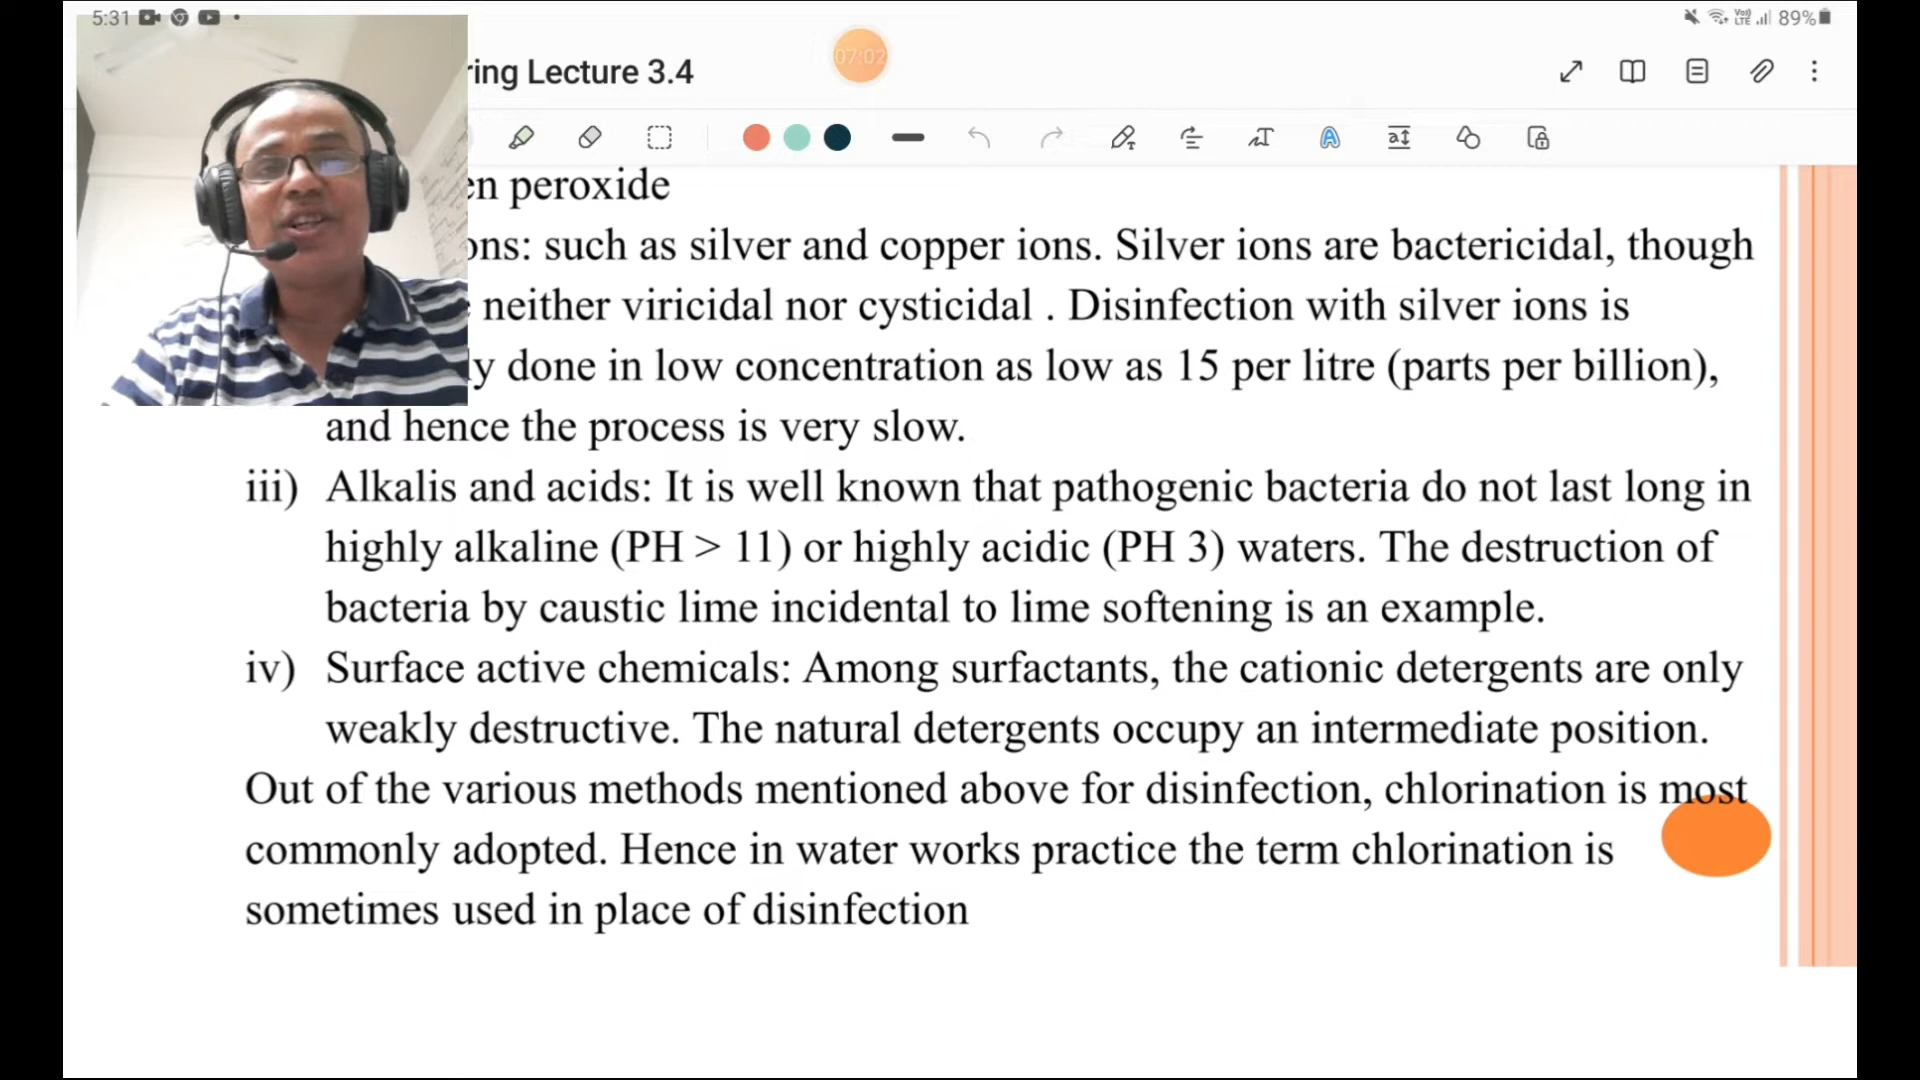 5:31
89%
07:02
ring Lecture 3.4
en peroxide
ons: such as silver and copper ions. Silver ions are bactericidal, though
neither viricidal nor cysticidal . Disinfection with silver ions is
y done in low concentration as low as 15 per litre (parts per billion),
and hence the process is very slow.
iii) Alkalis and acids: It is well known that pathogenic bacteria do not last long in
highly alkaline (PH > 11) or highly acidic (PH 3) waters. The destruction of
bacteria by caustic lime incidental to lime softening is an example.
iv) Surface active chemicals: Among surfactants, the cationic detergents are only
weakly destructive. The natural detergents occupy an intermediate position.
Out of the various methods mentioned above for disinfection, chlorination is most
commonly adopted. Hence in water works practice the term chlorination is
sometimes used in place of disinfection